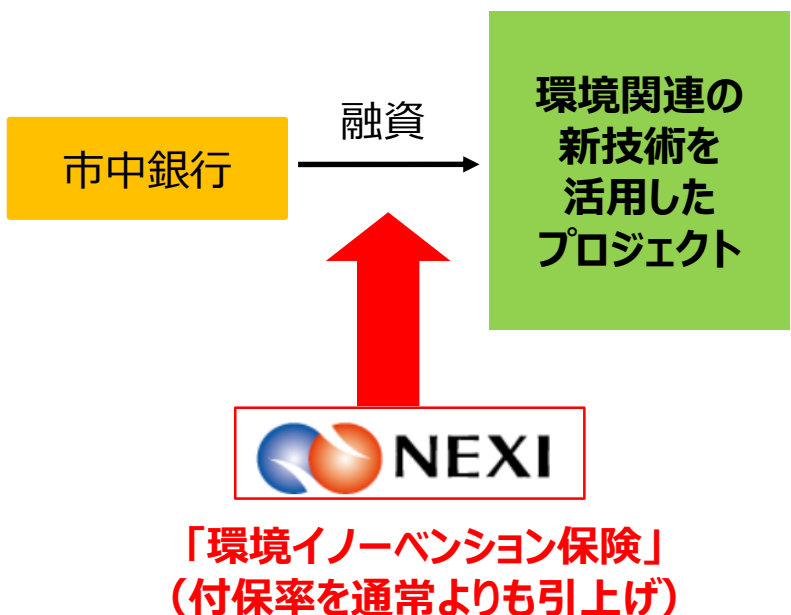 市中銀行
融資
環境関連の
新技術を
活用した
プロジェクト
NEXI
「環境イノーベンション保険」
(付保率を通常よりも引上げ)